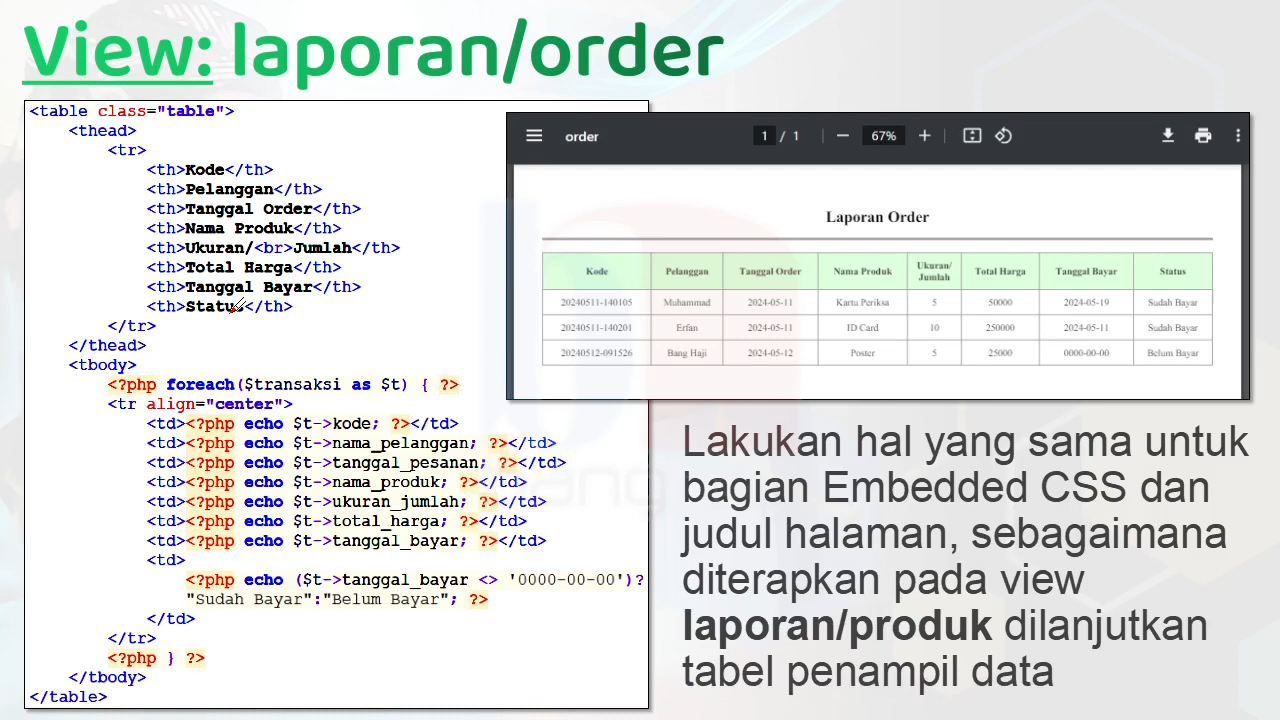 View: laporan/order
<table class="table">
<thead>
<tr>
<th>Kode</th>
<th>Pelanggan</th>
<th>Tanggal Order</th>
<th>Nama Produk</th>
<th>Ukuran/<br>Jumlah</th>
<th>Total Harga</th>
<th>Tanggal Bayar</th>
<th>Status</th>
</tr>
</thead>
<tbody>
<?php foreach($transaksi as $t) { ?>
<tr align="center">
<td><?php echo $t->kode; ?></td>
<td><?php echo $t->nama_pelanggan; ?></td>
<td><?php echo $t->tanggal_pesanan; ?></td>
<td><?php echo $t->nama_produk; ?></td>
<td><?php echo $t->ukuran_jumlah; ?></td>
<td><?php echo $t->total_harga; ?></td>
<td><?php echo $t->tanggal_bayar; ?></td>
<td>
<?php echo ($t->tanggal_bayar <> '0000-00-00')?
"Sudah Bayar":"Belum Bayar"; ?>
</td>
</tr>
<?php } ?>
</tbody>
</table>
order 1 / 1 67%
Laporan Order
Kode Pelanggan Tanggal Order Nama Produk Ukuran/ Jumlah Total Harga Tanggal Bayar Status
20240511-140105 Muhammad 2024-05-11 Kartu Periksa 5 50000 2024-05-19 Sudah Bayar
20240511-140201 Erfan 2024-05-11 ID Card 10 250000 2024-05-11 Sudah Bayar
20240512-091526 Bang Haji 2024-05-12 Poster 5 25000 0000-00-00 Belum Bayar
Lakukan hal yang sama untuk
bagian Embedded CSS dan
judul halaman, sebagaimana
diterapkan pada view
laporan/produk dilanjutkan
tabel penampil data